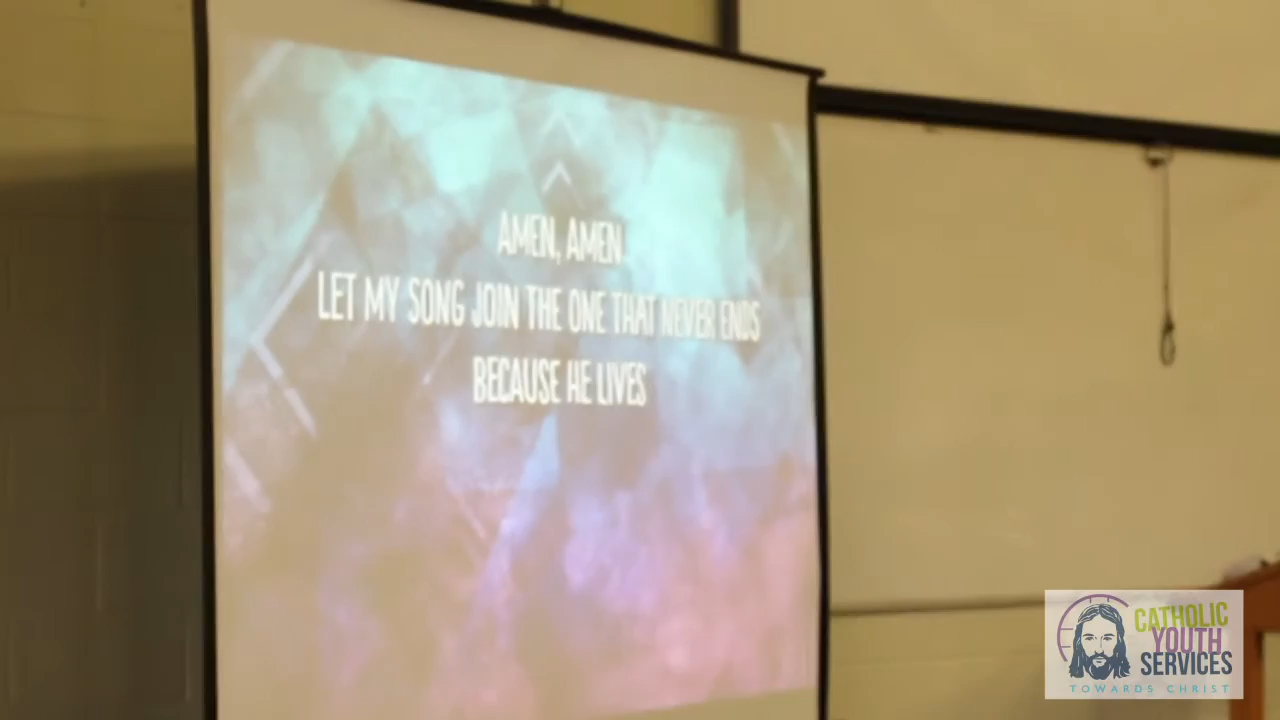 AMEN, AMEN
LET MY SONG JOIN THE ONE THAT NEVER ENDS
BECAUSE HE LIVES
CATHOLIC
YOUTH
SERVICES
TOWARDS CHRIST